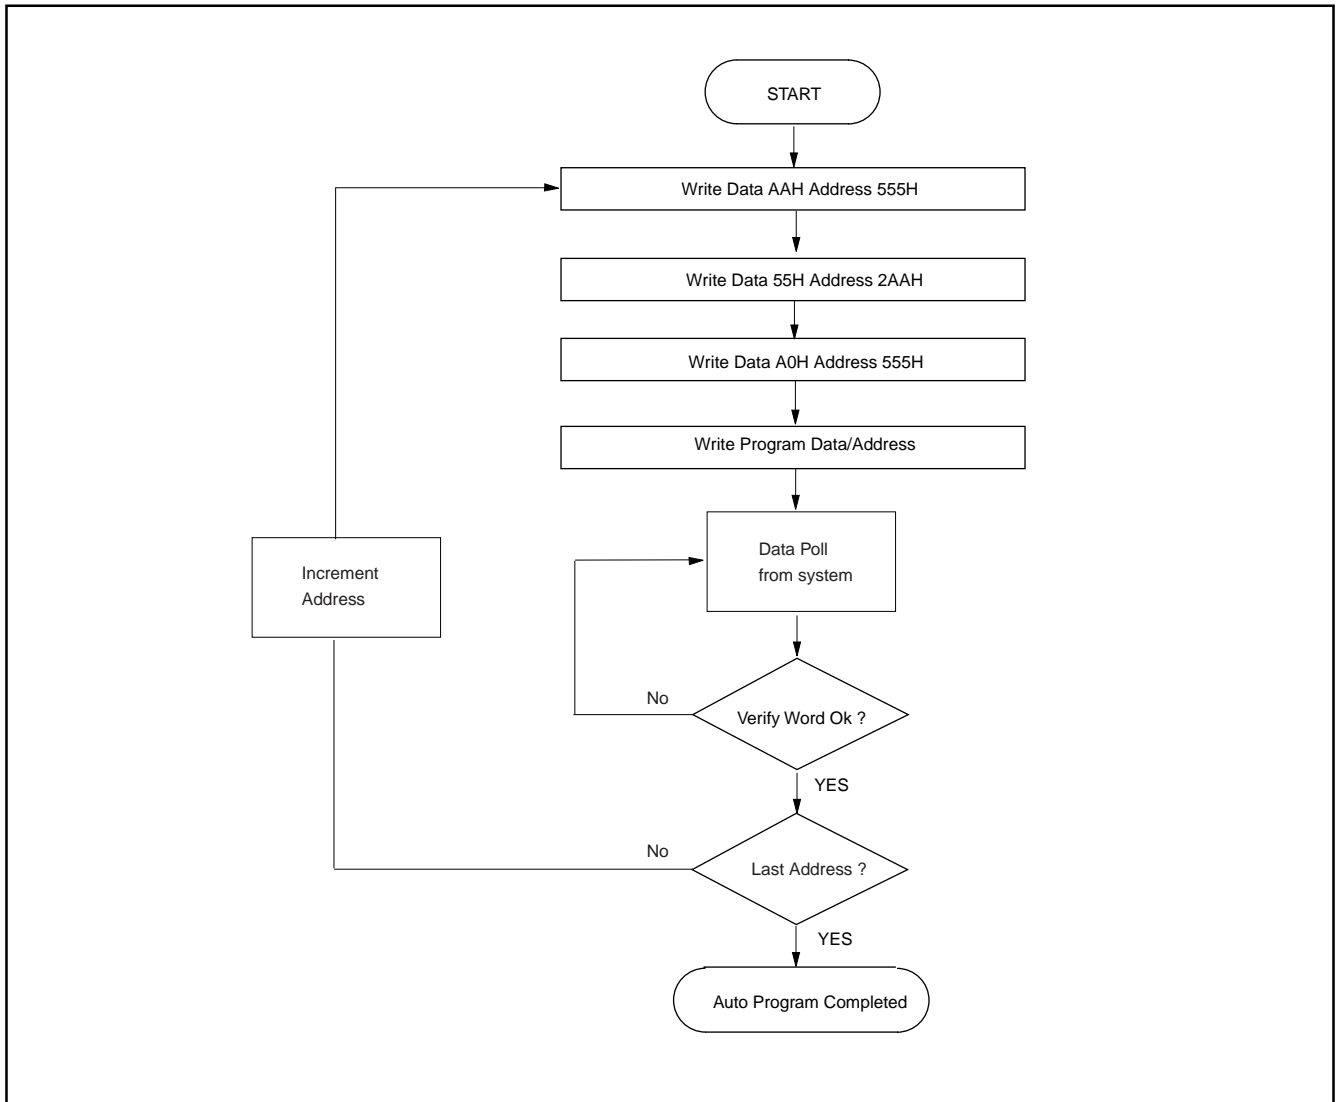 START
Write Data AAH Address 555H
Write Data 55H Address 2AAH
Write Data A0H Address 555H
Write Program Data/Address
Data Poll
from system
Increment
Address
No
Verify Word Ok ?
YES
No
Last Address ?
YES
Auto Program Completed